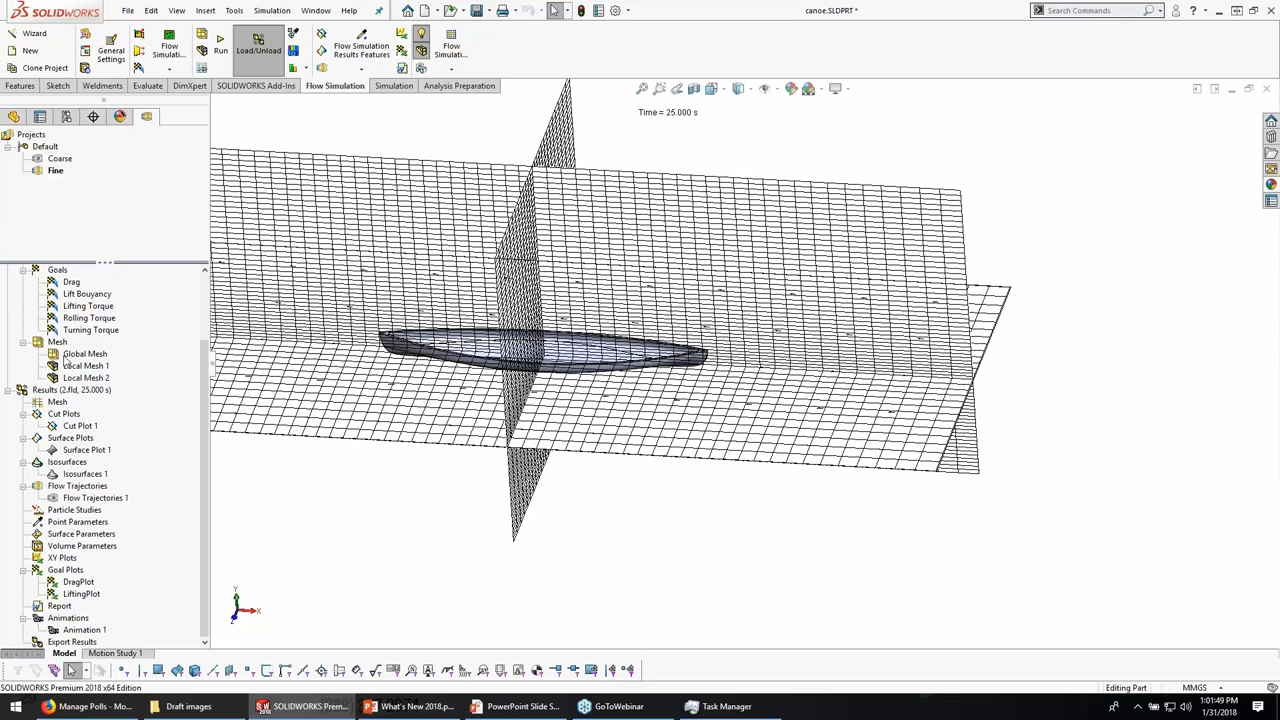 SOLIDWORKS
File
Edit
View
Insert
Tools
Simulation
Window
Help
canoe.SLDPRT *
Search Commands
Wizard
New
Clone Project
General Settings
Flow Simulati...
Run
Load/Unload
Flow Simulation Results Features
Flow Simulati...
Features
Sketch
Weldments
Evaluate
DimXpert
SOLIDWORKS Add-Ins
Flow Simulation
Simulation
Analysis Preparation
Time = 25.000 s
Projects
Default
Coarse
Fine
Goals
Drag
Lift Bouyancy
Lifting Torque
Rolling Torque
Turning Torque
Mesh
Global Mesh
Local Mesh 1
Local Mesh 2
Results (2.fld, 25.000 s)
Mesh
Cut Plots
Cut Plot 1
Surface Plots
Surface Plot 1
Isosurfaces
Isosurfaces 1
Flow Trajectories
Flow Trajectories 1
Particle Studies
Point Parameters
Surface Parameters
Volume Parameters
XY Plots
Goal Plots
DragPlot
LiftingPlot
Report
Animations
Animation 1
Export Results
Y
X
Z
Model
Motion Study 1
SOLIDWORKS Premium 2018 x64 Edition
Editing Part
MMGS
Manage Polls - Mo...
Draft images
SOLIDWORKS Prem...
What's New 2018.p...
PowerPoint Slide S...
GoToWebinar
Task Manager
1:01:49 PM
1/31/2018